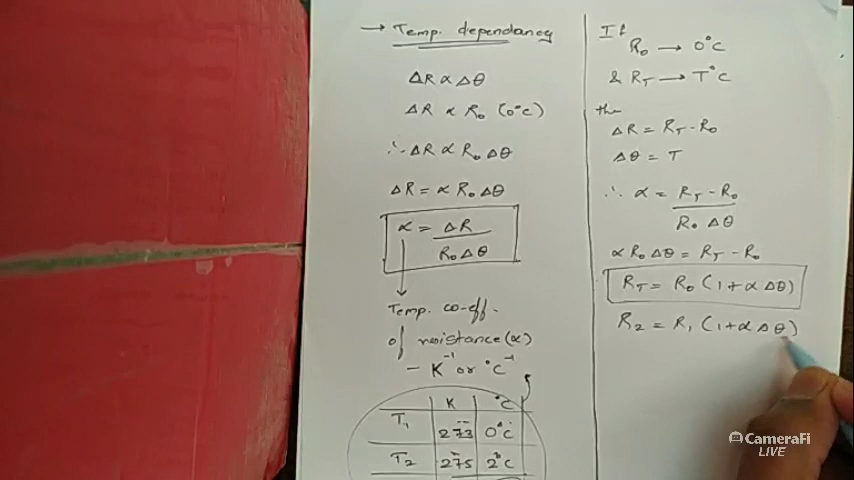 → Temp. dependancy
ΔR ∝ Δθ
ΔR ∝ R₀ (0°C)
∴ ΔR ∝ R₀ Δθ
ΔR = ∝ R₀ Δθ
∝ = ΔR / R₀ Δθ
Temp. co-eff.
of resistance (α)
– K⁻¹ or °C⁻¹
K °C
T₁ 273 0°C
T₂ 275 2°C
If
R₀ → 0°C
& R_T → T°C
the
ΔR = R_T - R₀
Δθ = T
∴ α = R_T - R₀ / R₀ Δθ
∝ R₀ Δθ = R_T - R₀
R_T = R₀ (1 + α Δθ)
R₂ = R₁ (1 + α Δθ)
CameraFi
LIVE